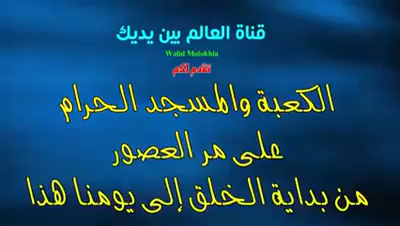 قناة العالم بين يديك
Walid Molokhia
تقدم لكم
الكعبة والمسجد الحرام
على مر العصور
من بداية الخلق إلى يومنا هذا